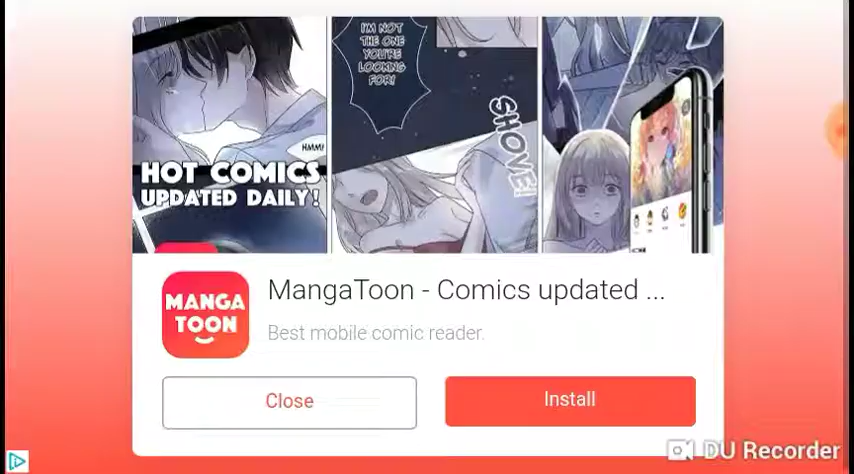 I'M NOT
THE ONE
YOU'RE
LOOKING
FOR!
HMM!
SHOVE!
HOT COMICS
UPDATED DAILY!
MANGA
TOON
MangaToon - Comics updated ...
Best mobile comic reader.
Close
Install
DU Recorder